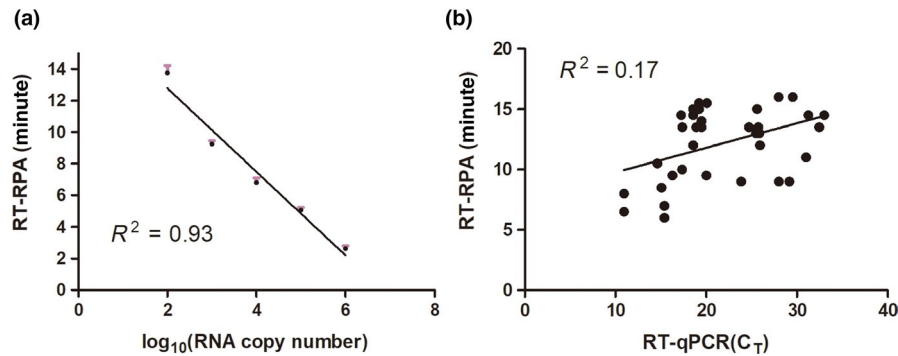 (a)
RT-RPA (minute)
14
12
10
8
6
4
2
0
R² = 0.93
0 2 4 6 8
log₁₀(RNA copy number)
(b)
RT-RPA (minute)
20
15
10
5
0
R² = 0.17
0 10 20 30 40
RT-qPCR(C_T)